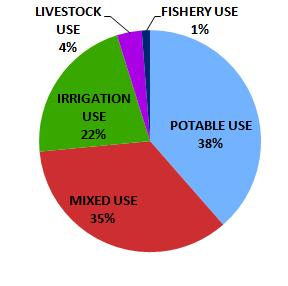 LIVESTOCK
USE
4%
FISHERY USE
1%
IRRIGATION
USE
22%
POTABLE USE
38%
MIXED USE
35%